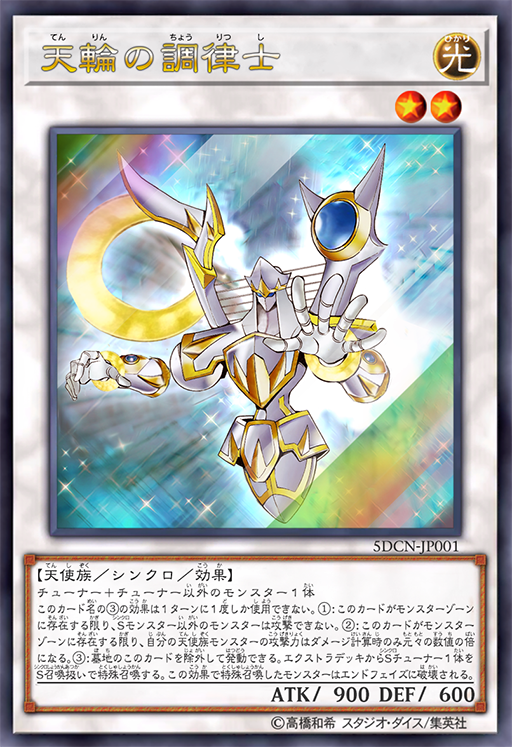 天輪の調律士
光
5DCN-JP001
【天使族／シンクロ／効果】
チューナー＋チューナー以外のモンスター１体
このカード名の③の効果は１ターンに１度しか使用できない。①：このカードがモンスターゾーン
に存在する限り、Sモンスター以外のモンスターは攻撃できない。②：このカードがモンスターゾ
ーンに存在する限り、自分の天使族モンスターの攻撃力はダメージ計算時のみ元々の数値の倍
になる。③：墓地のこのカードを除外して発動できる。エクストラデッキからSチューナー１体を
S召喚扱いで特殊召喚する。この効果で特殊召喚したモンスターはエンドフェイズに破壊される。
ATK/ 900 DEF/ 600
©高橋和希 スタジオ・ダイス/集英社